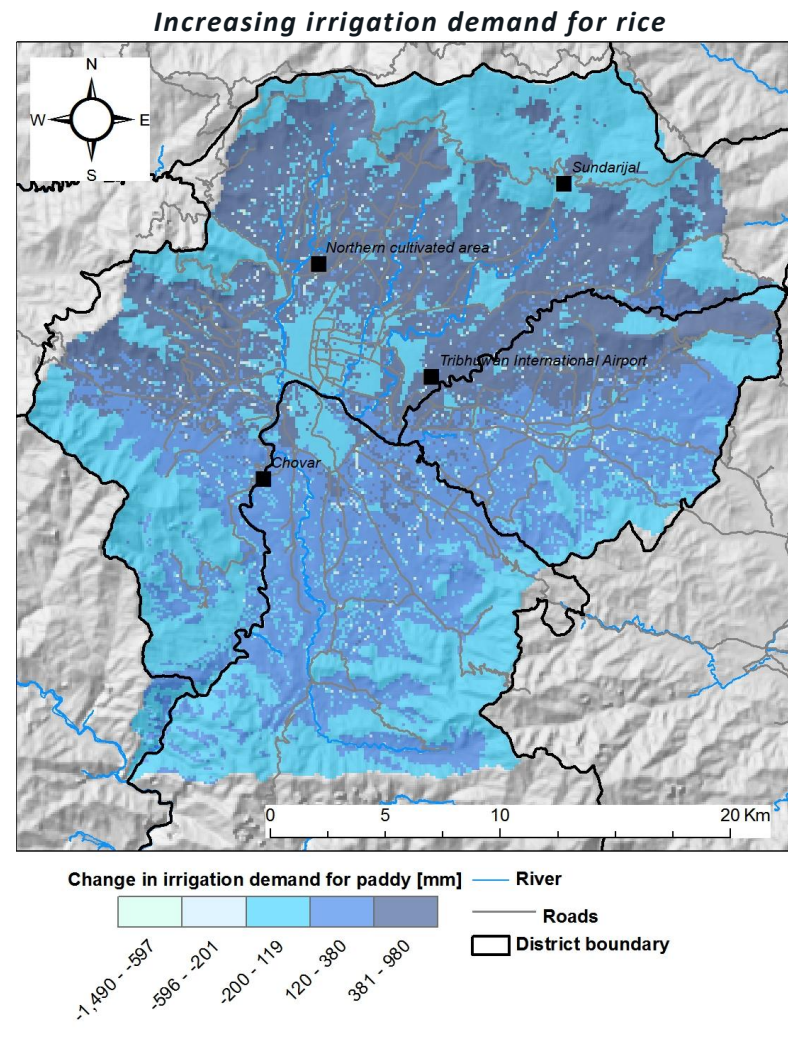 Increasing irrigation demand for rice
N
W E
S
Sundarijal
Northern cultivated area
Tribhuwan International Airport
Chovar
0 5 10 20 Km
Change in irrigation demand for paddy [mm]
River
Roads
District boundary
-1,490 - -597
-596 - -201
-200 - 119
120 - 380
381 - 980